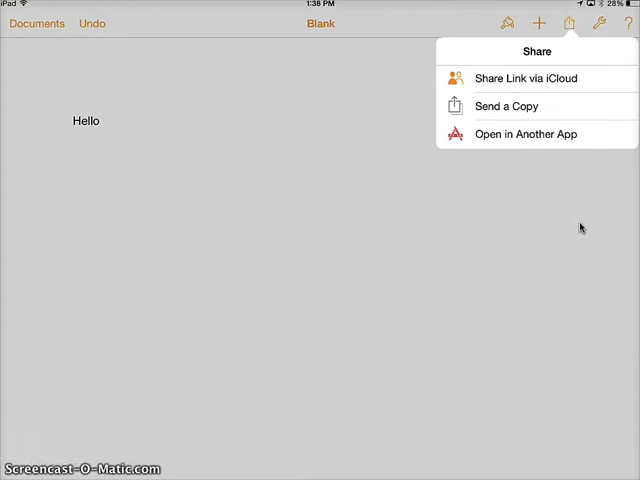 iPad 1:38 PM 28%
Documents Undo Blank ?
Share
Share Link via iCloud
Send a Copy
Open in Another App
Hello
Screencast-O-Matic.com